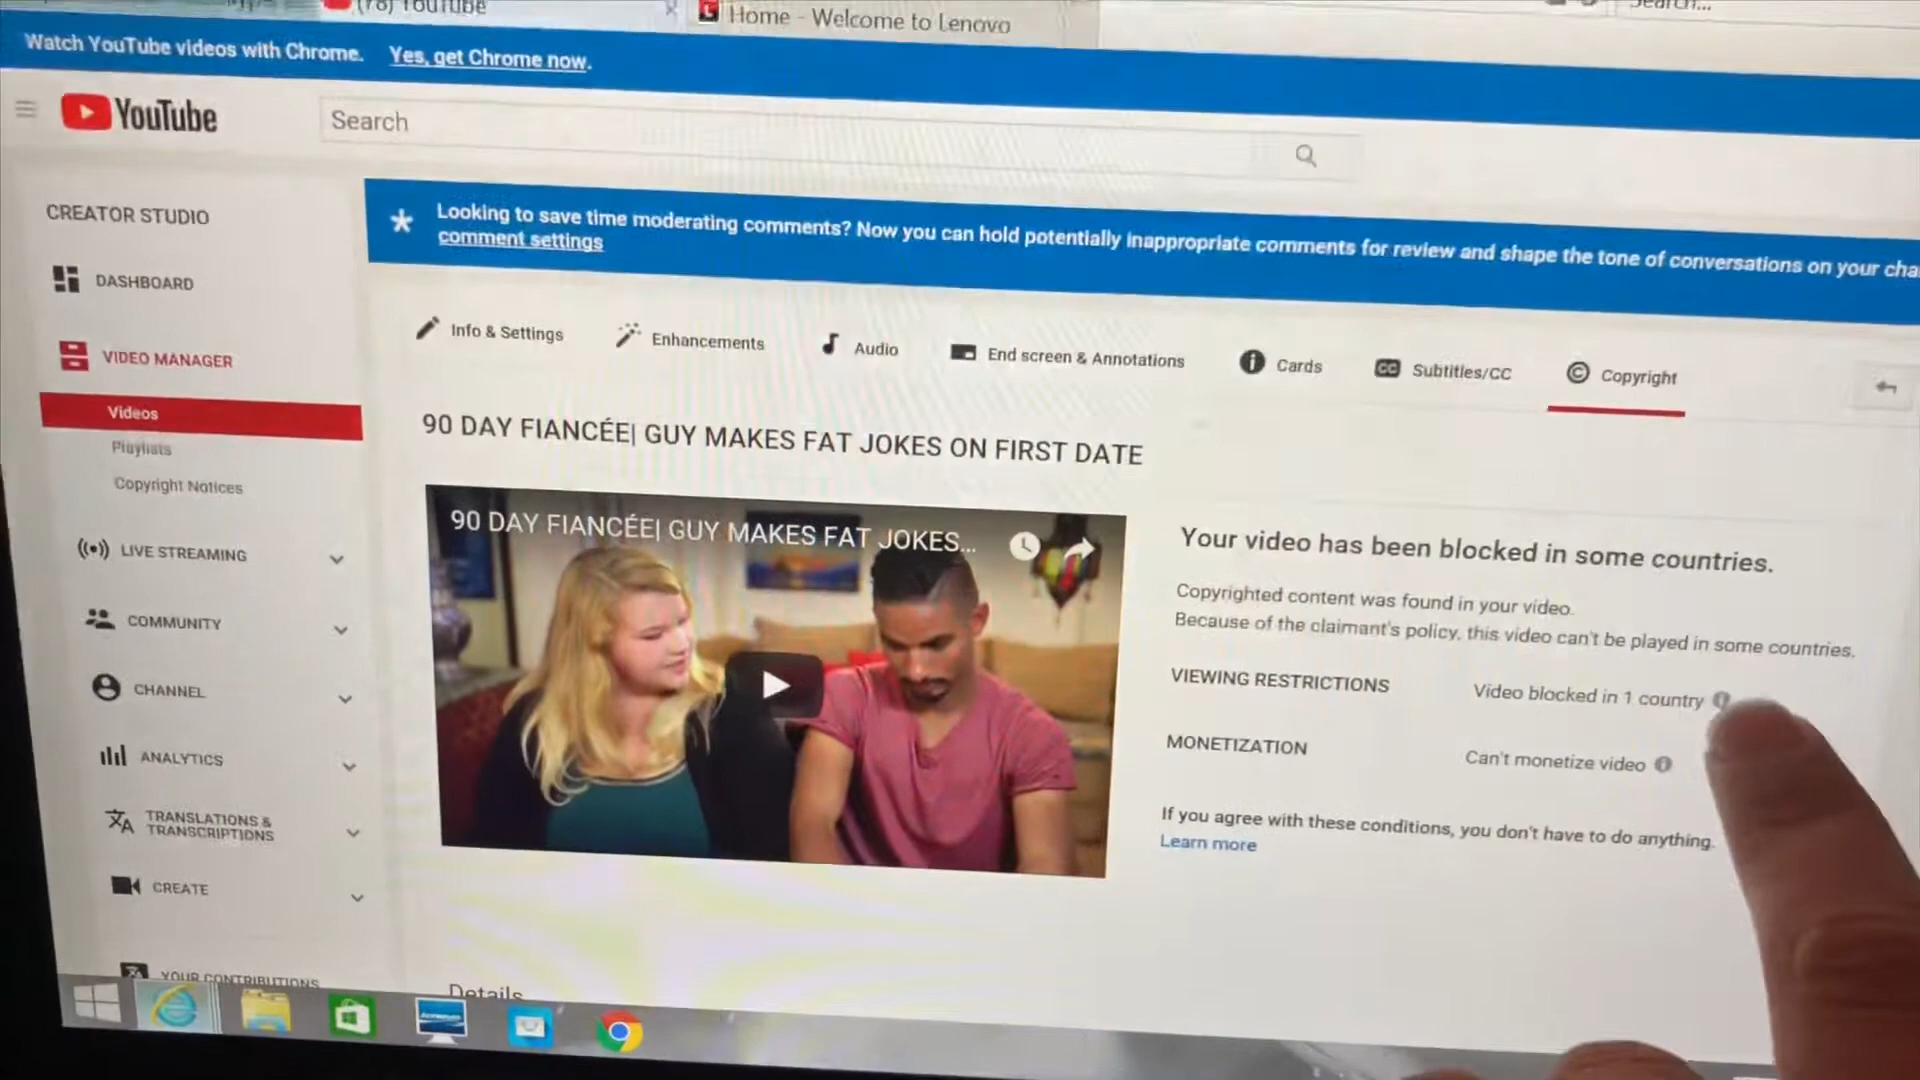 (78) YouTube
Home - Welcome to Lenovo
Search...
Watch YouTube videos with Chrome. Yes, get Chrome now.
YouTube
Search
CREATOR STUDIO
Looking to save time moderating comments? Now you can hold potentially inappropriate comments for review and shape the tone of conversations on your cha
comment settings
DASHBOARD
VIDEO MANAGER
Videos
Playlists
Copyright Notices
LIVE STREAMING
COMMUNITY
CHANNEL
ANALYTICS
TRANSLATIONS &
TRANSCRIPTIONS
CREATE
YOUR CONTRIBUTIONS
Info & Settings
Enhancements
Audio
End screen & Annotations
Cards
CC Subtitles/CC
Copyright
90 DAY FIANCÉE| GUY MAKES FAT JOKES ON FIRST DATE
90 DAY FIANCÉE| GUY MAKES FAT JOKES...
Your video has been blocked in some countries.
Copyrighted content was found in your video.
Because of the claimant's policy, this video can't be played in some countries.
VIEWING RESTRICTIONS Video blocked in 1 country
MONETIZATION Can't monetize video
If you agree with these conditions, you don't have to do anything.
Learn more
Details